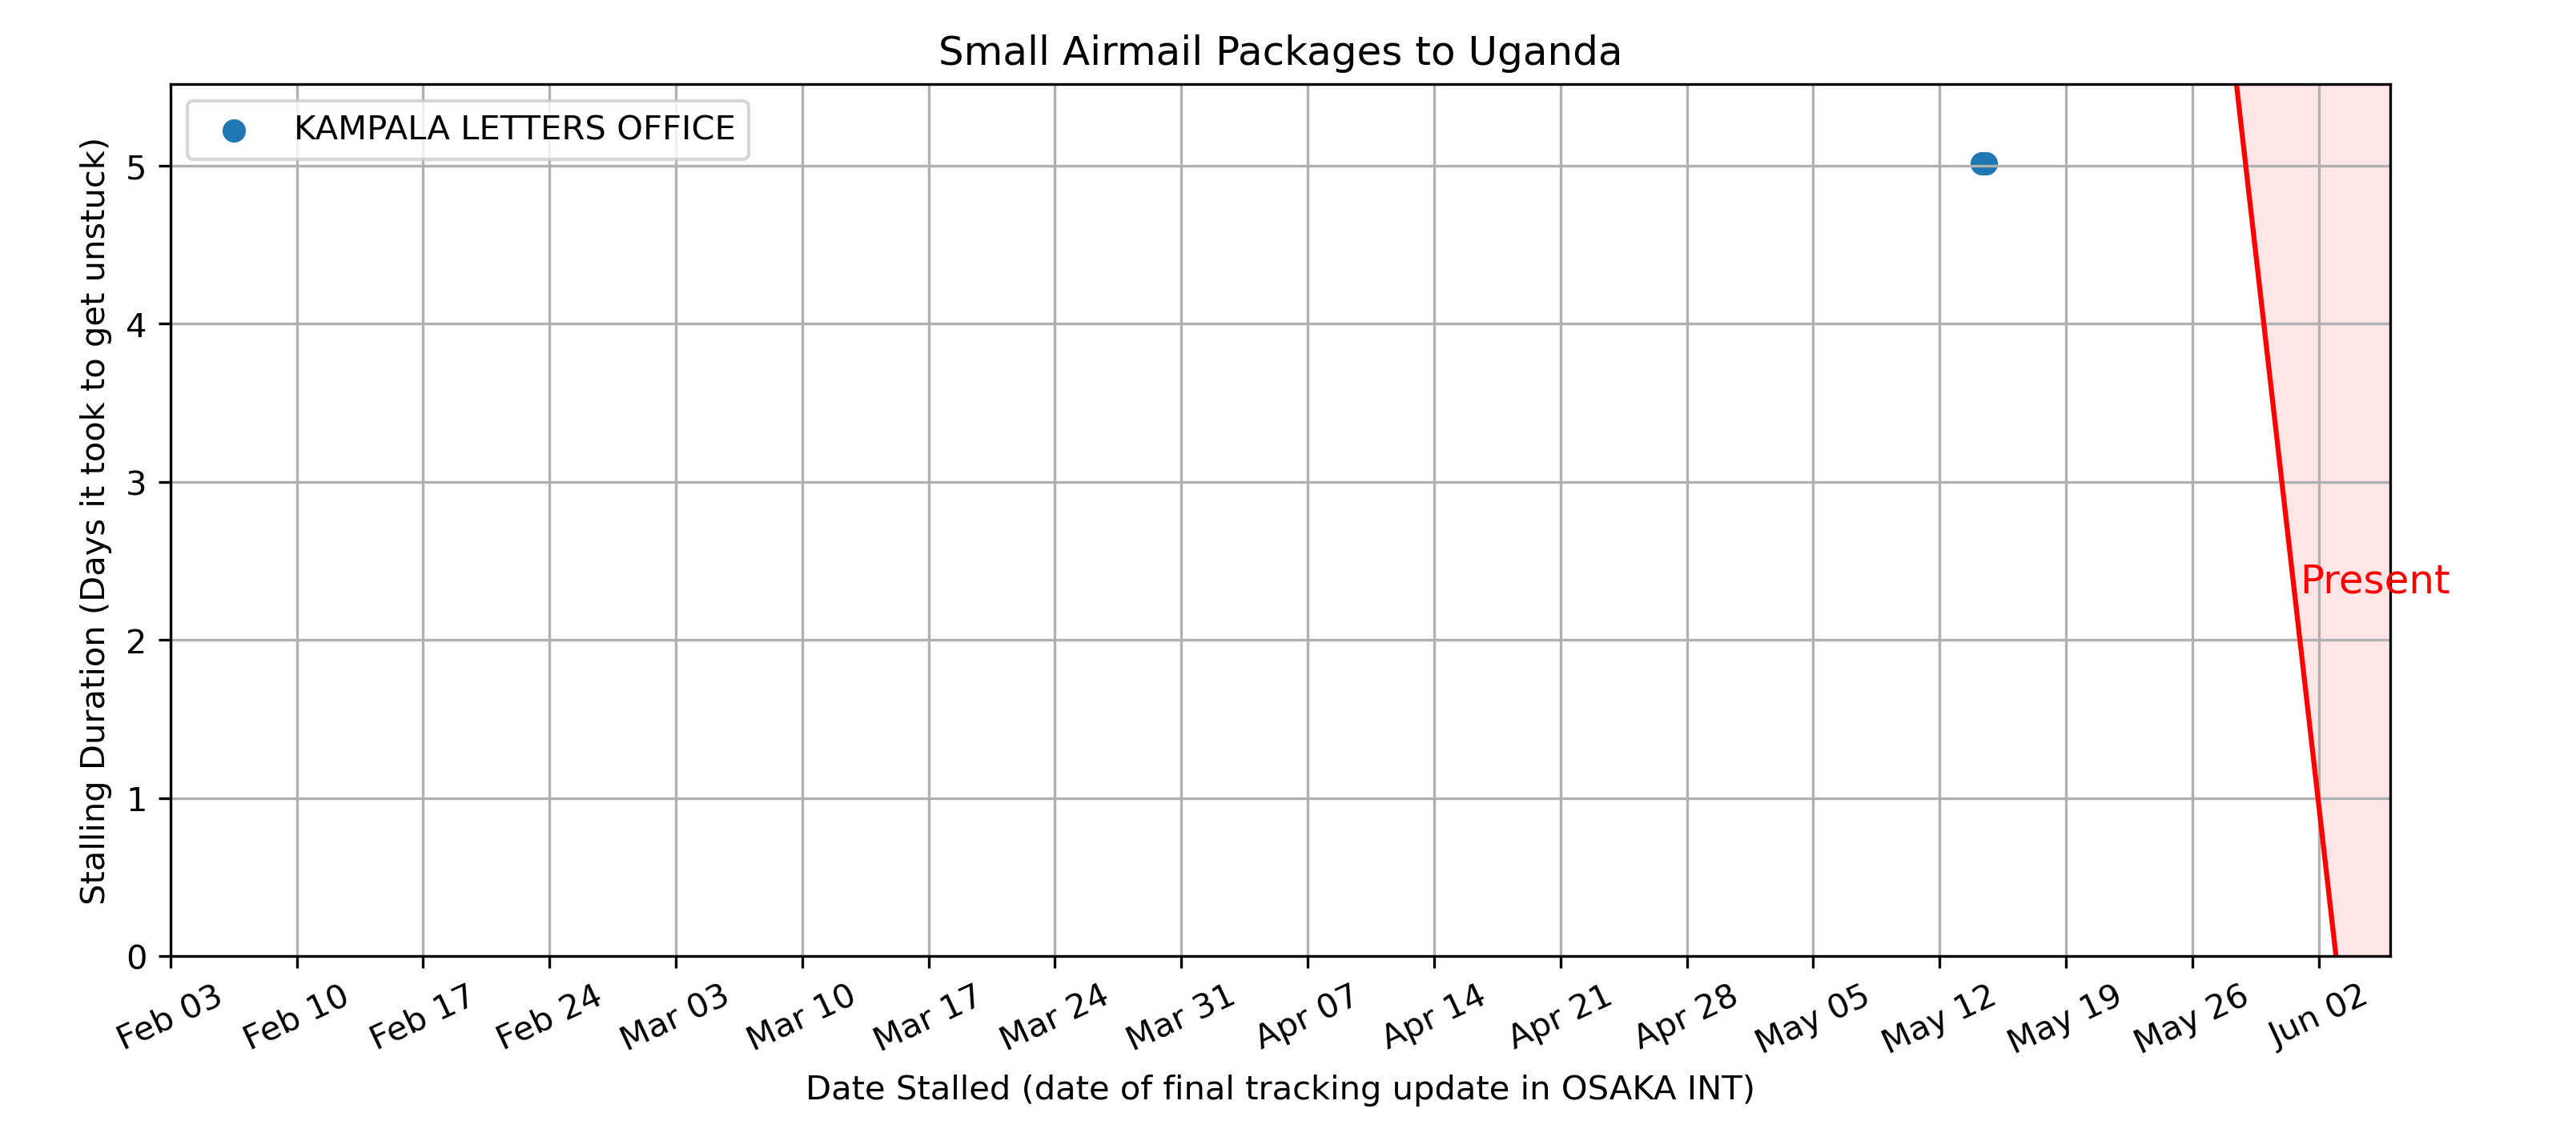 Small Airmail Packages to Uganda
KAMPALA LETTERS OFFICE
Stalling Duration (Days it took to get unstuck)
5
4
3
2
1
0
Present
Feb 03 Feb 10 Feb 17 Feb 24 Mar 03 Mar 10 Mar 17 Mar 24 Mar 31 Apr 07 Apr 14 Apr 21 Apr 28 May 05 May 12 May 19 May 26 Jun 02
Date Stalled (date of final tracking update in OSAKA INT)